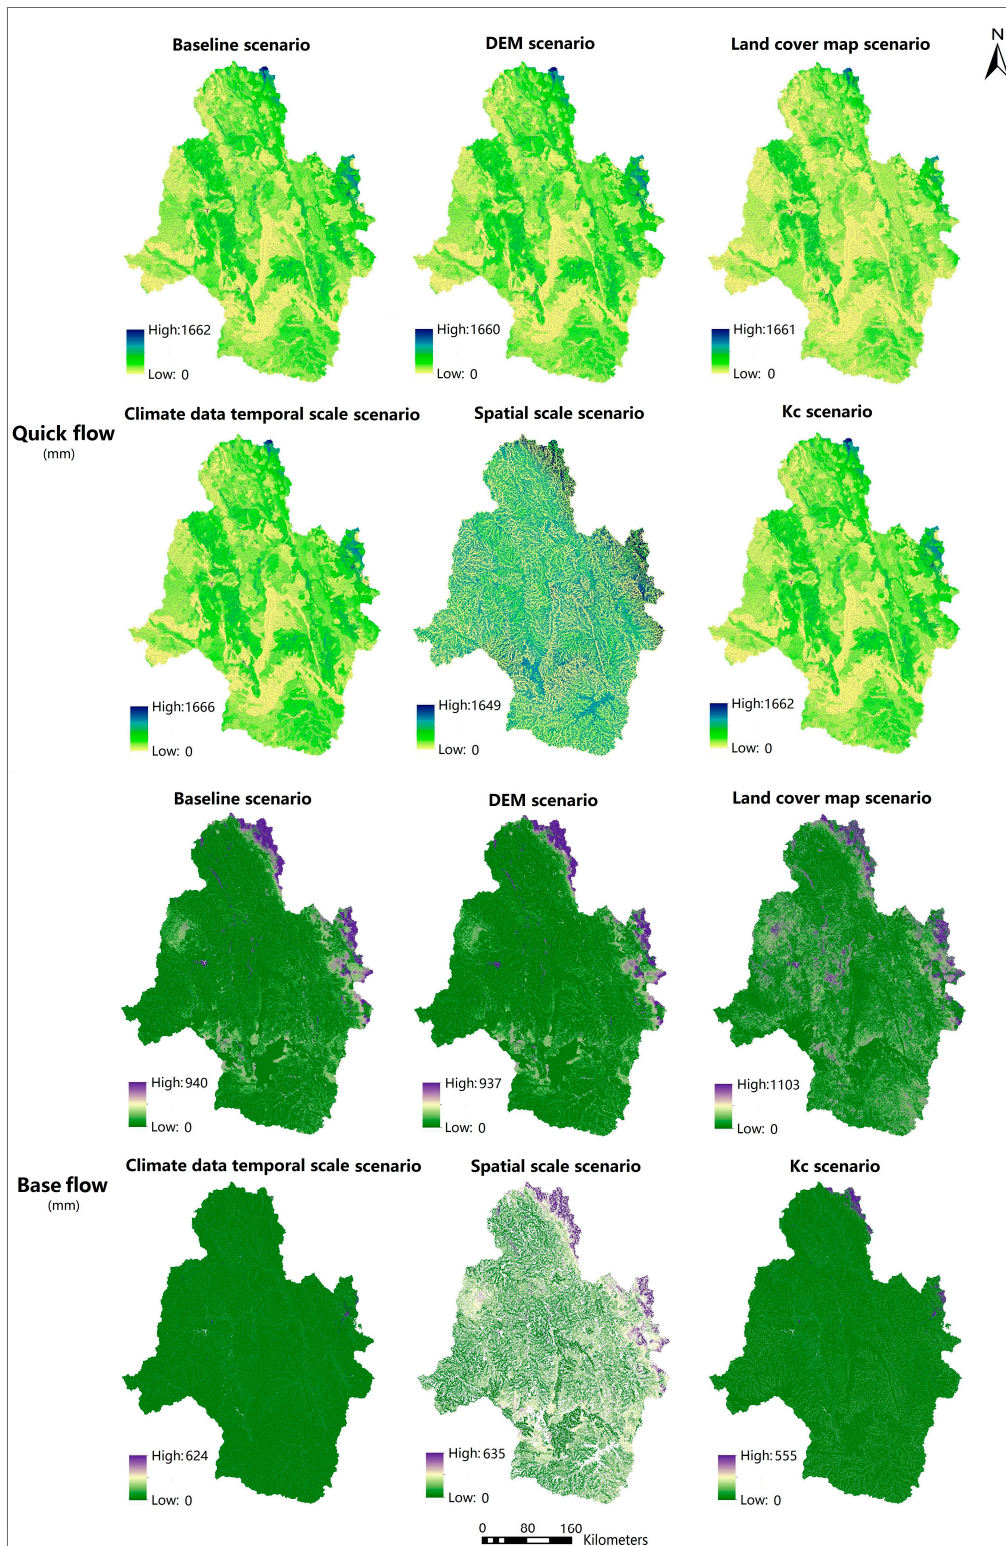 N
Baseline scenario
DEM scenario
Land cover map scenario
High:1662
Low: 0
High:1660
Low: 0
High:1661
Low: 0
Quick flow
(mm)
Climate data temporal scale scenario
Spatial scale scenario
Kc scenario
High:1666
Low: 0
High:1649
Low: 0
High:1662
Low: 0
Baseline scenario
DEM scenario
Land cover map scenario
High:940
Low: 0
High:937
Low: 0
High:1103
Low: 0
Base flow
(mm)
Climate data temporal scale scenario
Spatial scale scenario
Kc scenario
High:624
Low: 0
High:635
Low: 0
High:555
Low: 0
0 80 160
Kilometers